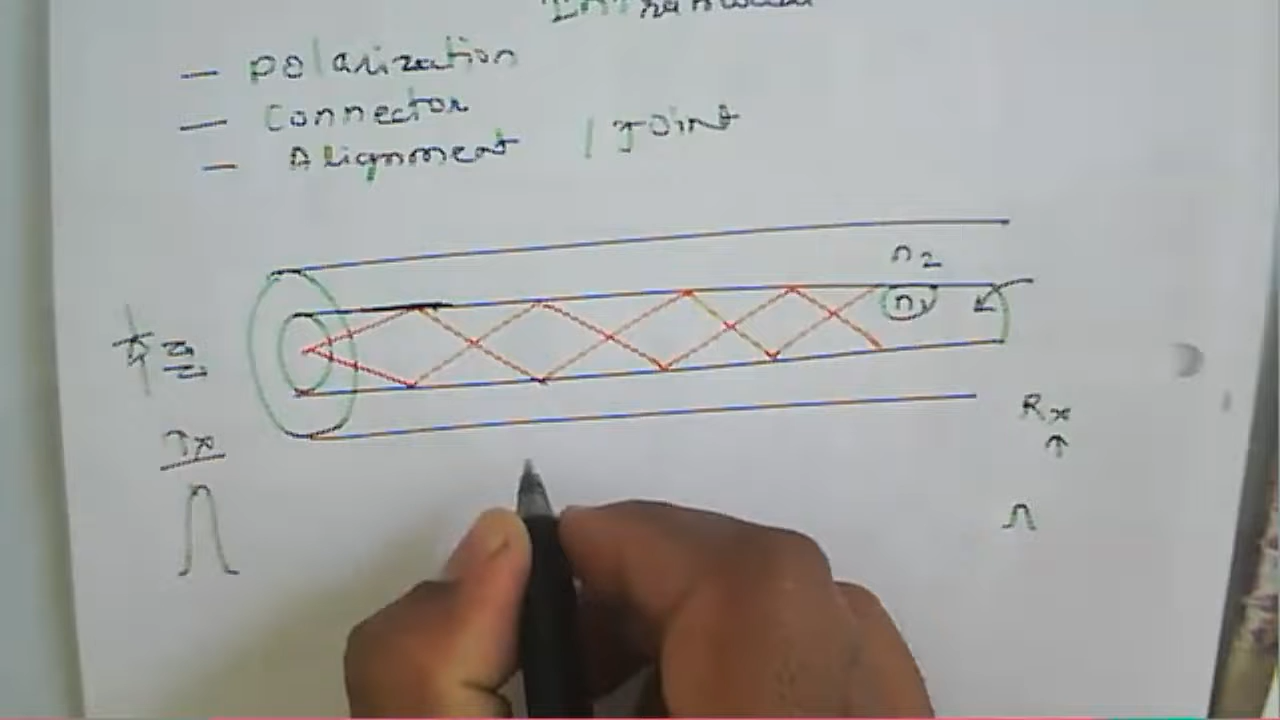 - Polarization
- Connector
- Alignment / Joint
n2
n1
Rx
Tx